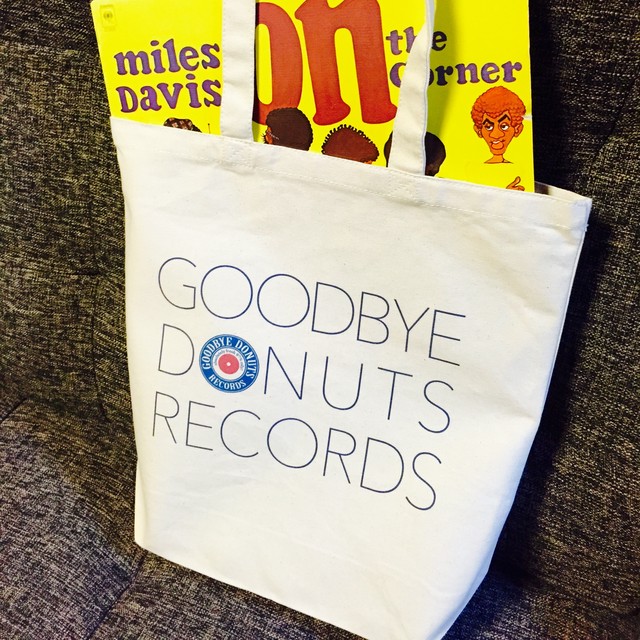 miles on the
Davis Corner
GOODBYE
DONUTS
GOODBYE DONUTS
RECORDS
RECORDS